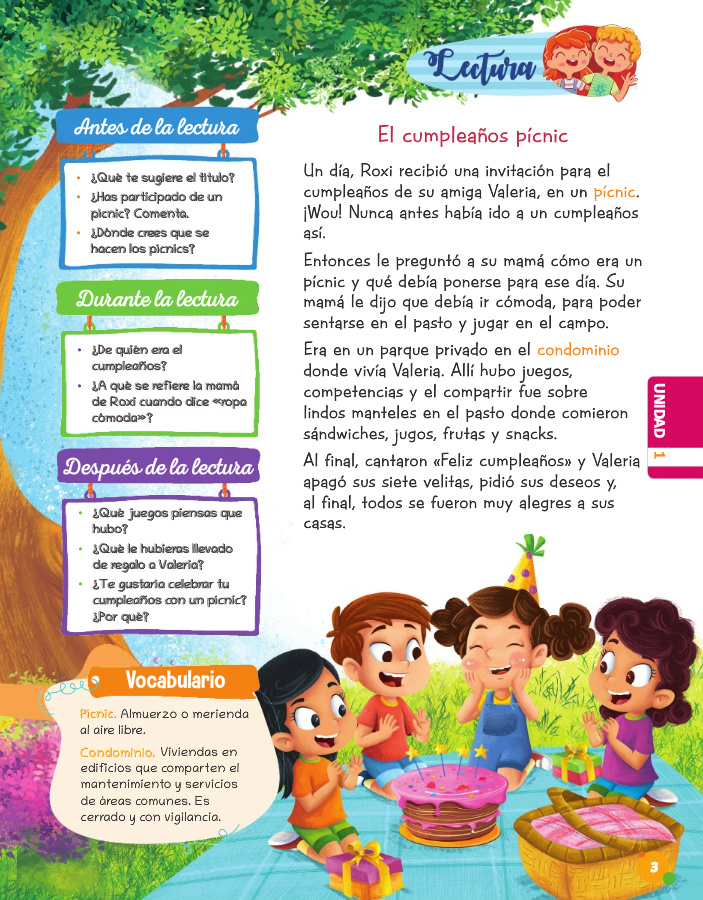 Lectura
Antes de la lectura
• ¿Qué te sugiere el título?
• ¿Has participado de un
picnic? Comenta.
• ¿Dónde crees que se
hacen los picnics?
Durante la lectura
• ¿De quién era el
cumpleaños?
• ¿A qué se refiere la mamá
de Roxi cuando dice «ropa
cómoda»?
Después de la lectura
• ¿Qué juegos piensas que
hubo?
• ¿Qué le hubieras llevado
de regalo a Valeria?
• ¿Te gustaría celebrar tu
cumpleaños con un picnic?
¿Por qué?
Vocabulario
Picnic. Almuerzo o merienda
al aire libre.
Condominio. Viviendas en
edificios que comparten el
mantenimiento y servicios
de áreas comunes. Es
cerrado y con vigilancia.
El cumpleaños pícnic
Un día, Roxi recibió una invitación para el
cumpleaños de su amiga Valeria, en un pícnic.
¡Wou! Nunca antes había ido a un cumpleaños
así.
Entonces le preguntó a su mamá cómo era un
pícnic y qué debía ponerse para ese día. Su
mamá le dijo que debía ir cómoda, para poder
sentarse en el pasto y jugar en el campo.
Era en un parque privado en el condominio
donde vivía Valeria. Allí hubo juegos,
competencias y el compartir fue sobre
lindos manteles en el pasto donde comieron
sándwiches, jugos, frutas y snacks.
Al final, cantaron «Feliz cumpleaños» y Valeria
apagó sus siete velitas, pidió sus deseos y,
al final, todos se fueron muy alegres a sus
casas.
UNIDAD
1
3